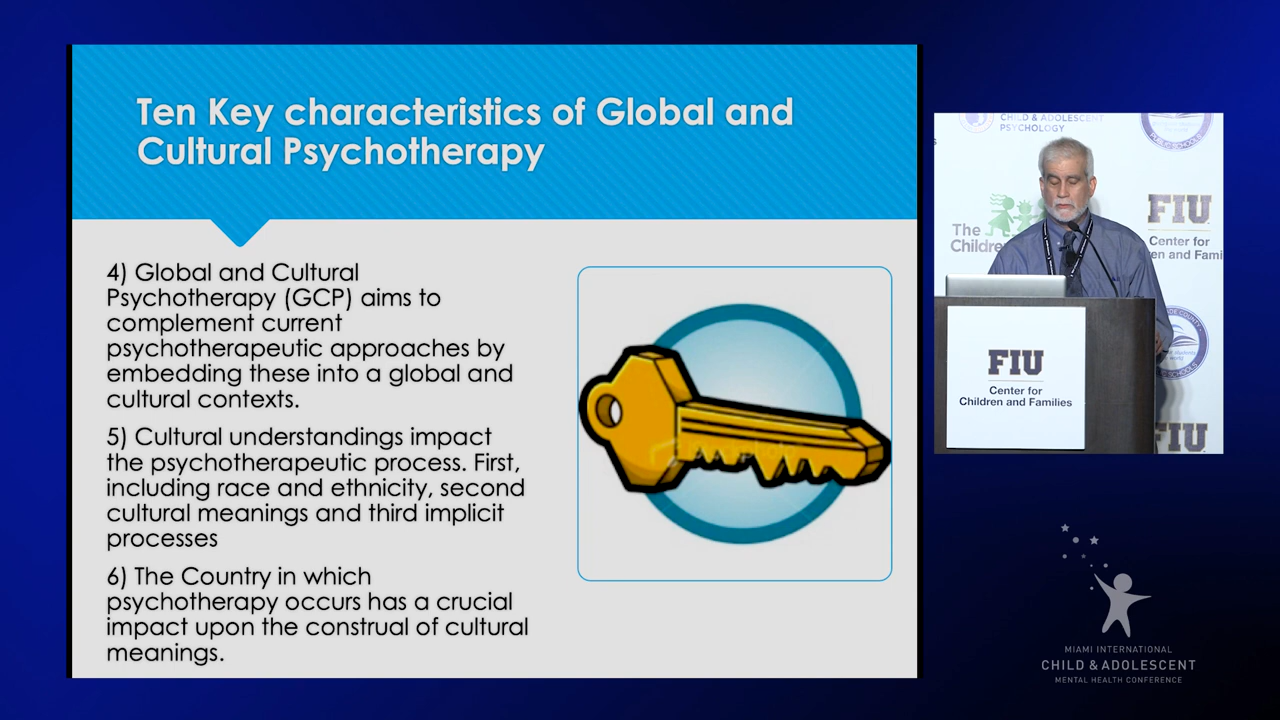 Ten Key characteristics of Global and
Cultural Psychotherapy
4) Global and Cultural
Psychotherapy (GCP) aims to
complement current
psychotherapeutic approaches by
embedding these into a global and
cultural contexts.
5) Cultural understandings impact
the psychotherapeutic process. First,
including race and ethnicity, second
cultural meanings and third implicit
processes
6) The Country in which
psychotherapy occurs has a crucial
impact upon the construal of cultural
meanings.
CHILD & ADOLESCENT
PSYCHOLOGY
PUBLIC SCHOOLS
The
FIU
Center for
FIU
Center for
Children and Families
FIU
MIAMI INTERNATIONAL
CHILD & ADOLESCENT
MENTAL HEALTH CONFERENCE